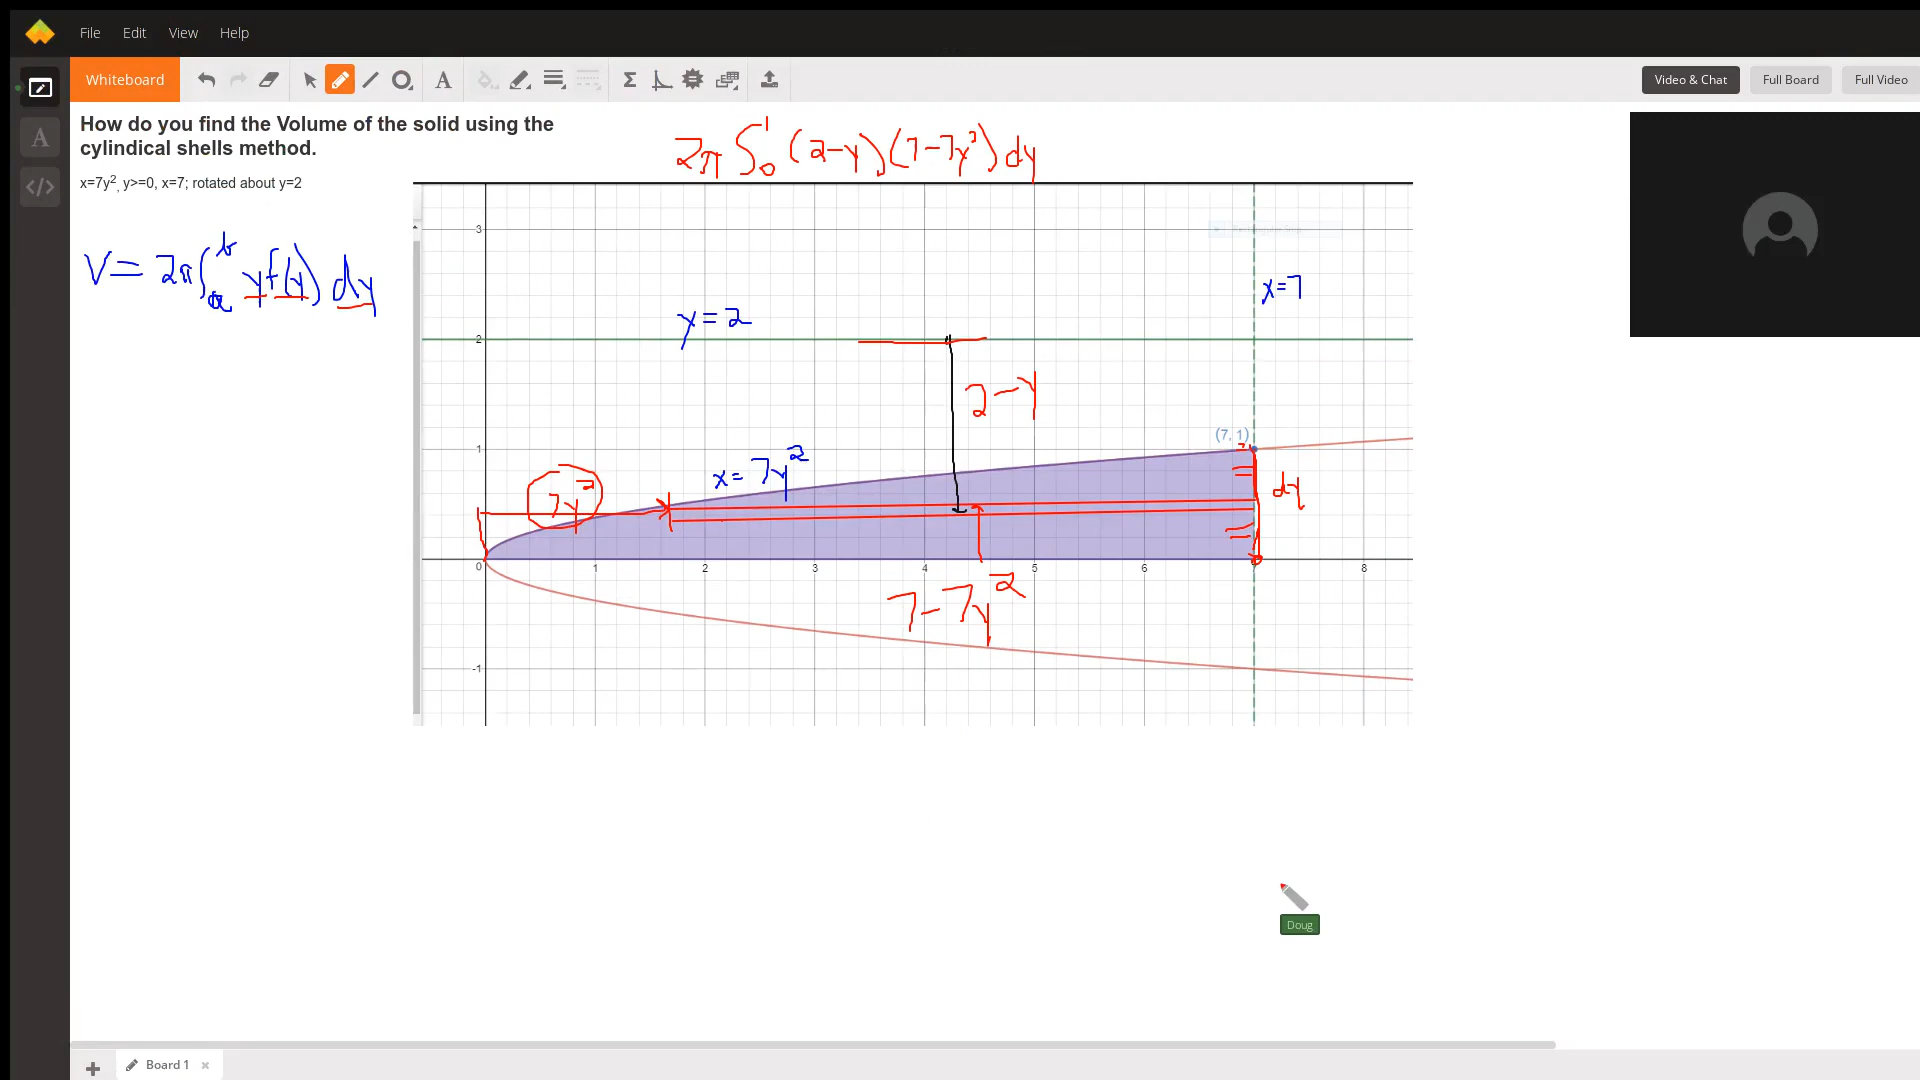 File Edit View Help
Whiteboard
Video & Chat Full Board Full Video
How do you find the Volume of the solid using the
cylindical shells method.
x=7y², y>=0, x=7; rotated about y=2
2π ∫₀¹ (2-y)(7-7y²) dy
V = 2π ∫ₐᵇ y f(y) dy
3
x=7
y=2
2
2-y
(7, 1)
1
x=7y²
7y²
dy
0 1 2 3 4 5 6 7 8
7-7y²
-1
Doug
Board 1